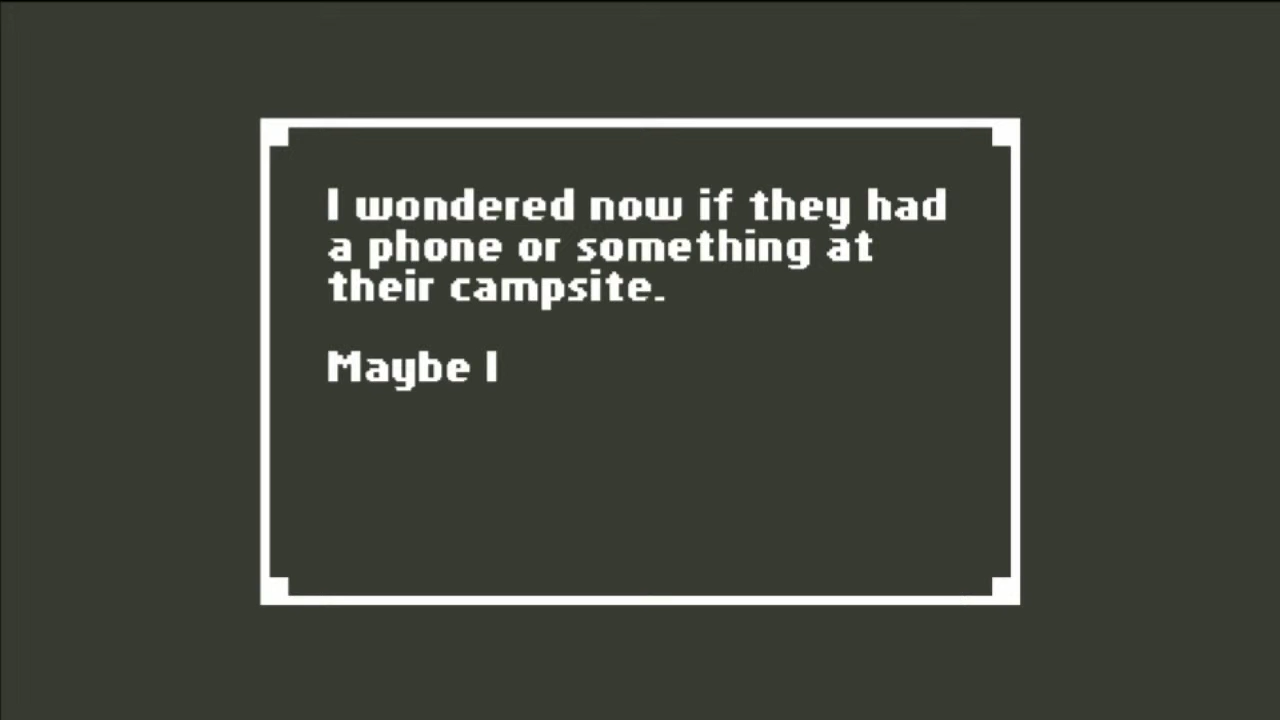 I wondered now if they had
a phone or something at
their campsite.
Maybe I